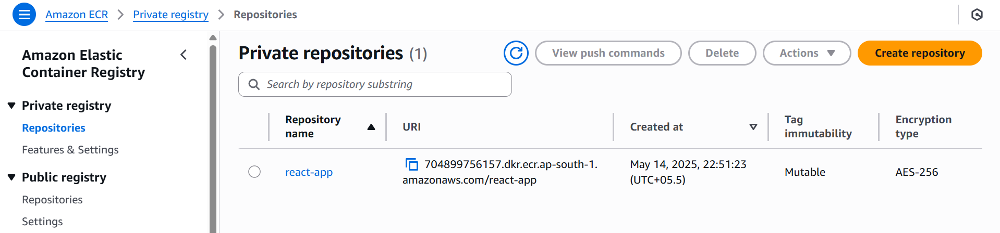 Amazon ECR > Private registry > Repositories
Amazon Elastic
Container Registry
Private registry
Repositories
Features & Settings
Public registry
Repositories
Settings
Private repositories (1)
View push commands
Delete
Actions
Create repository
Search by repository substring
Repository
name
URI
Created at
Tag
immutability
Encryption
type
react-app
704899756157.dkr.ecr.ap-south-1.
amazonaws.com/react-app
May 14, 2025, 22:51:23
(UTC+05.5)
Mutable
AES-256